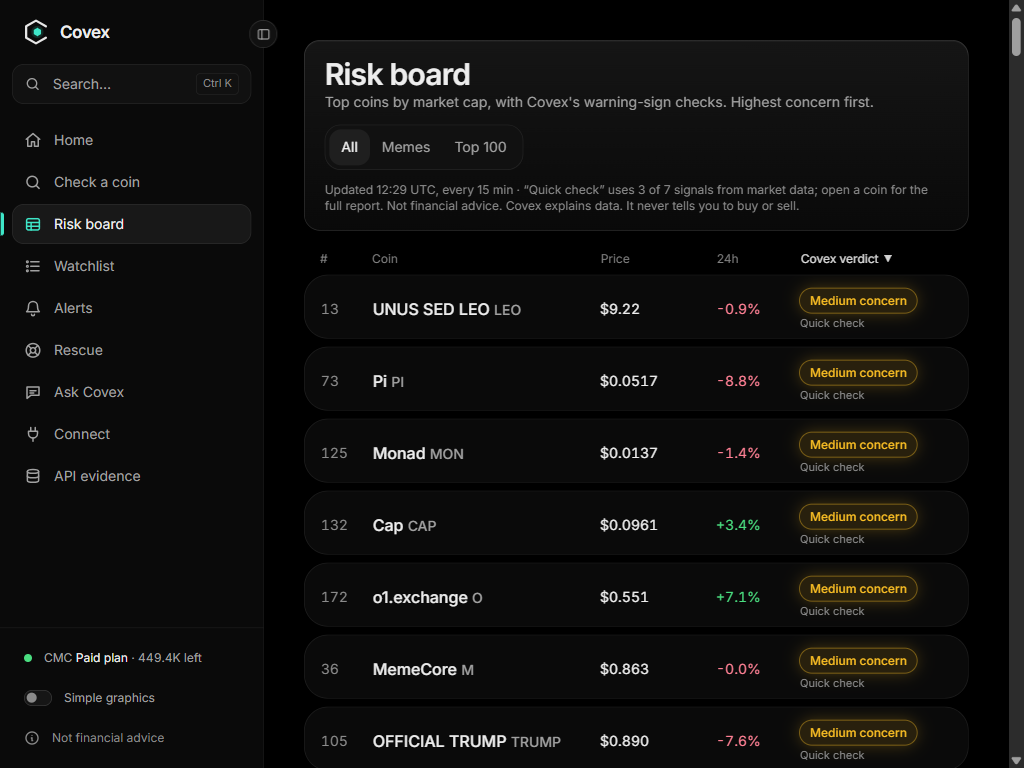 Covex
Search...
Ctrl K
Home
Check a coin
Risk board
Watchlist
Alerts
Rescue
Ask Covex
Connect
API evidence
CMC Paid plan · 449.4K left
Simple graphics
Not financial advice
Risk board
Top coins by market cap, with Covex's warning-sign checks. Highest concern first.
All Memes Top 100
Updated 12:29 UTC, every 15 min · “Quick check” uses 3 of 7 signals from market data; open a coin for the
full report. Not financial advice. Covex explains data. It never tells you to buy or sell.
# Coin Price 24h Covex verdict ▼
13 UNUS SED LEO LEO $9.22 -0.9% Medium concern
Quick check
73 Pi PI $0.0517 -8.8% Medium concern
Quick check
125 Monad MON $0.0137 -1.4% Medium concern
Quick check
132 Cap CAP $0.0961 +3.4% Medium concern
Quick check
172 o1.exchange O $0.551 +7.1% Medium concern
Quick check
36 MemeCore M $0.863 -0.0% Medium concern
Quick check
105 OFFICIAL TRUMP TRUMP $0.890 -7.6% Medium concern
Quick check